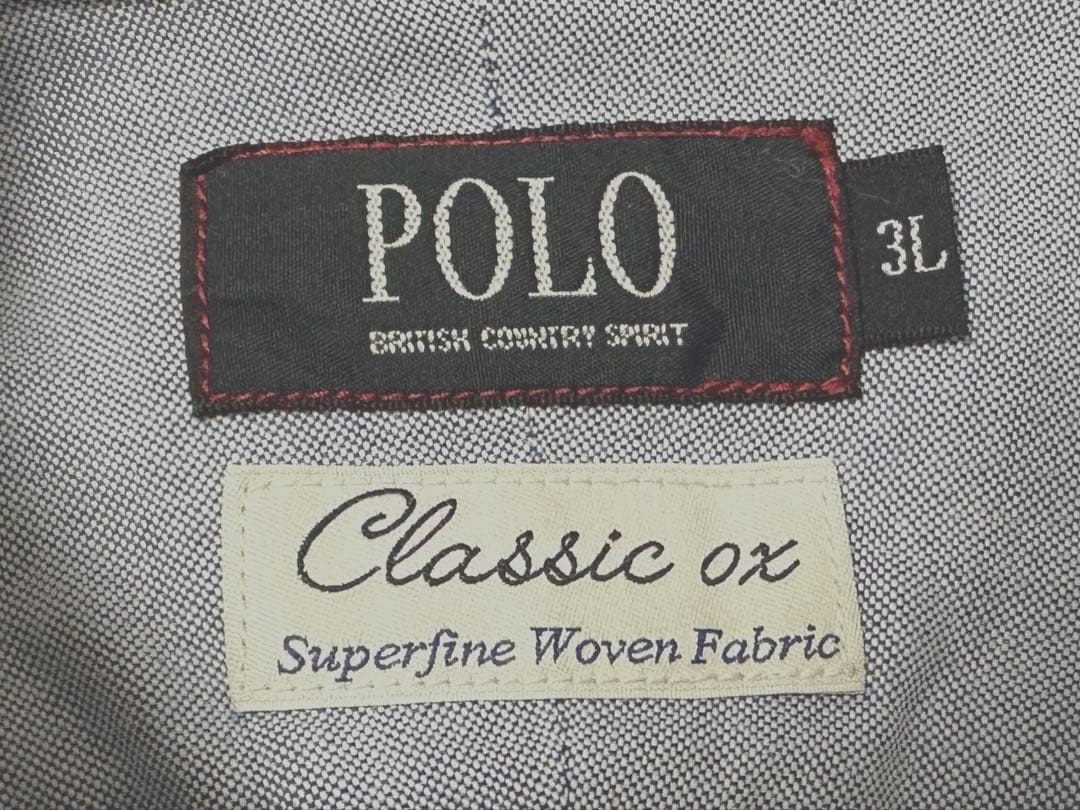 POLO
BRITISH COUNTRY SPIRIT
3L
Classic ox
Superfine Woven Fabric